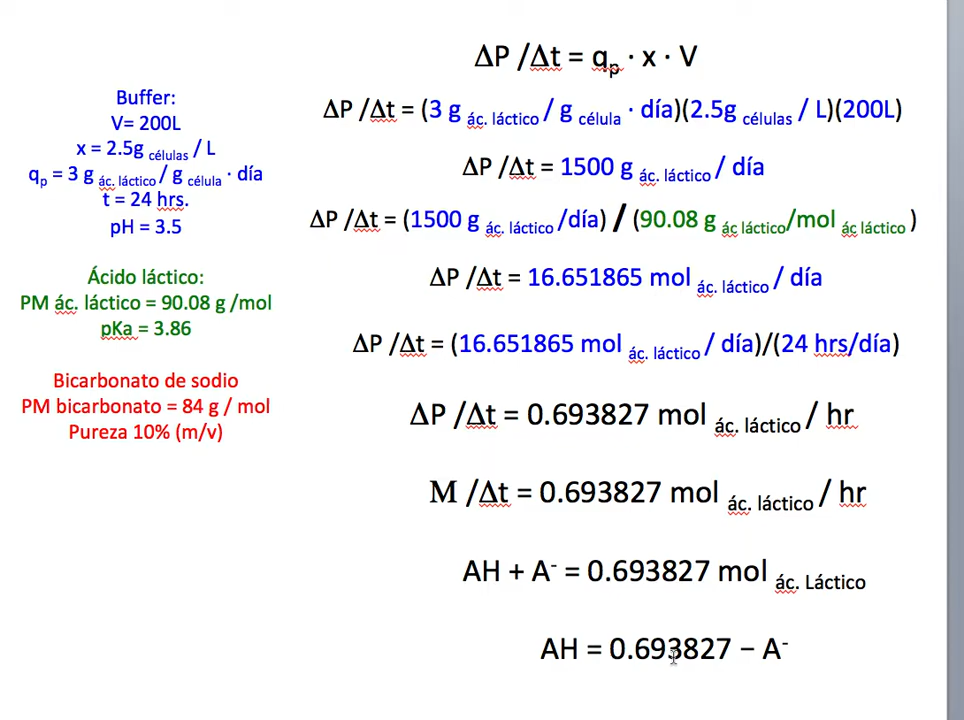 Buffer:
V= 200L
x = 2.5g células / L
qp = 3 g ác. láctico / g célula · día
t = 24 hrs.
pH = 3.5
Ácido láctico:
PM ác. láctico = 90.08 g /mol
pKa = 3.86
Bicarbonato de sodio
PM bicarbonato = 84 g / mol
Pureza 10% (m/v)
ΔP /Δt = qp · x · V
ΔP /Δt = (3 g ác. láctico / g célula · día)(2.5g células / L)(200L)
ΔP /Δt = 1500 g ác. láctico / día
ΔP /Δt = (1500 g ác. láctico /día) / (90.08 g ác láctico/mol ác láctico )
ΔP /Δt = 16.651865 mol ác. láctico / día
ΔP /Δt = (16.651865 mol ác. láctico / día)/(24 hrs/día)
ΔP /Δt = 0.693827 mol ác. láctico / hr
M /Δt = 0.693827 mol ác. láctico / hr
AH + A⁻ = 0.693827 mol ác. Láctico
AH = 0.693827 – A⁻